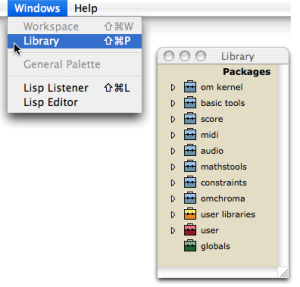 Windows Help
Workspace ⇧⌘W
Library ⇧⌘P
General Palette
Lisp Listener ⇧⌘L
Lisp Editor
Library
Packages
om kernel
basic tools
score
midi
audio
mathstools
constraints
omchroma
user libraries
user
globals